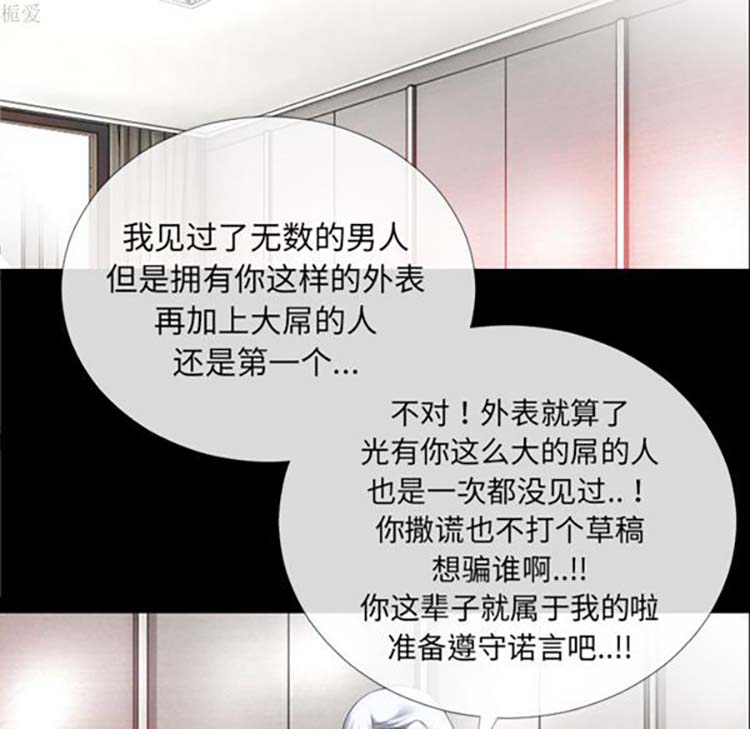 栀爱
我见过了无数的男人
但是拥有你这样的外表
再加上大屌的人
还是第一个...
不对！外表就算了
光有你这么大的屌的人
也是一次都没见过..！
你撒谎也不打个草稿
想骗谁啊..!!
你这辈子就属于我的啦
准备遵守诺言吧..!!